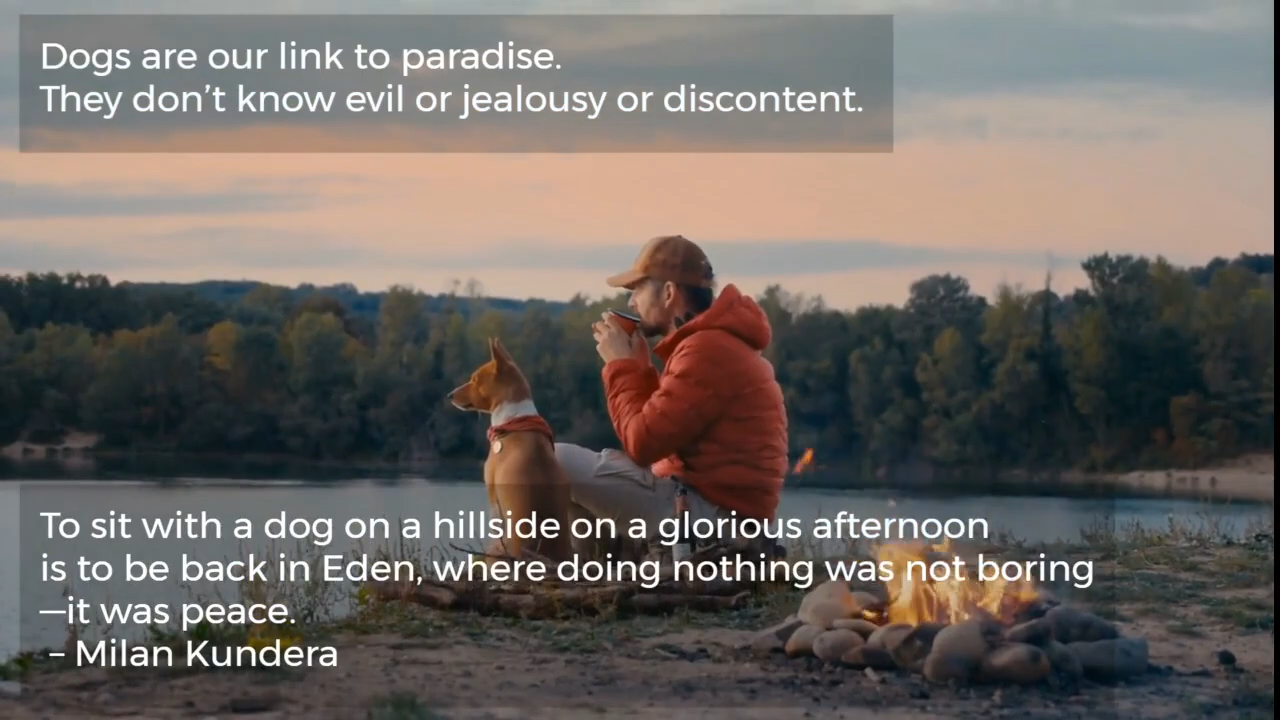 Dogs are our link to paradise.
They don’t know evil or jealousy or discontent.
To sit with a dog on a hillside on a glorious afternoon
is to be back in Eden, where doing nothing was not boring
—it was peace.
– Milan Kundera